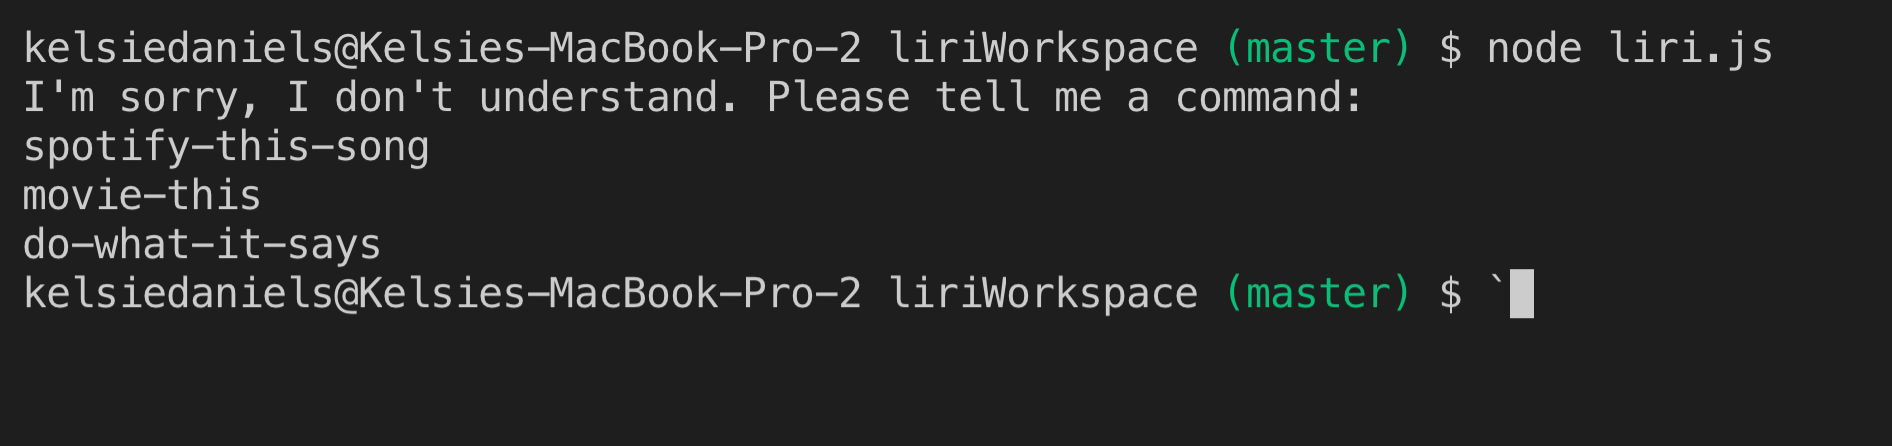 kelsiedaniels@Kelsies-MacBook-Pro-2 liriWorkspace (master) $ node liri.js
I'm sorry, I don't understand. Please tell me a command:
spotify-this-song
movie-this
do-what-it-says
kelsiedaniels@Kelsies-MacBook-Pro-2 liriWorkspace (master) $ `